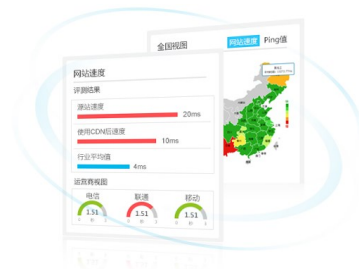 全国视图
网站速度 Ping值
网站速度
评测结果
源站速度
20ms
使用CDN后速度
10ms
行业平均值
4ms
运营商视图
电信 联通 移动
1.51 1.51 1.51